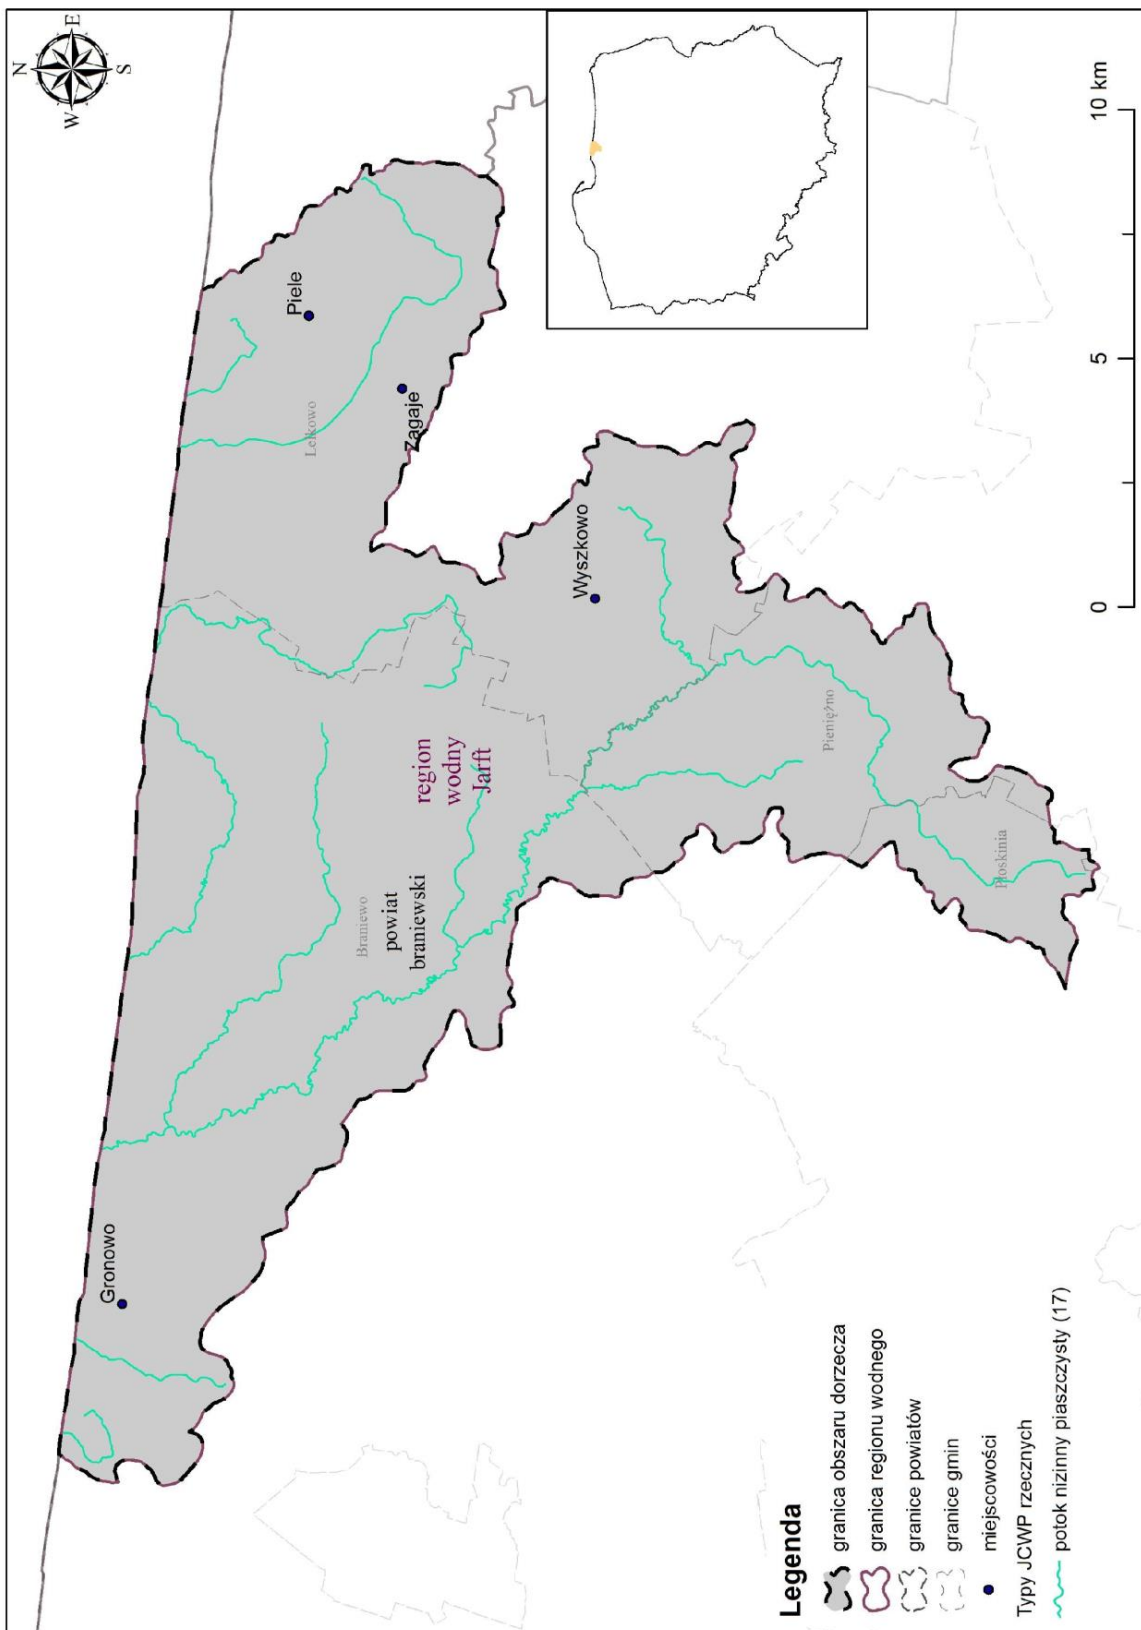 N
E
S
W
Piele
Lelkowo
Zagaje
Wyszkowo
region
wodny
Jarft
Pieniężno
Braniewo
powiat
braniewski
Płoskinia
Gronowo
0
5
10 km
Legenda
granica obszaru dorzecza
granica regionu wodnego
granice powiatów
granice gmin
miejscowości
Typy JCWP rzecznych
potok nizinny piaszczysty (17)